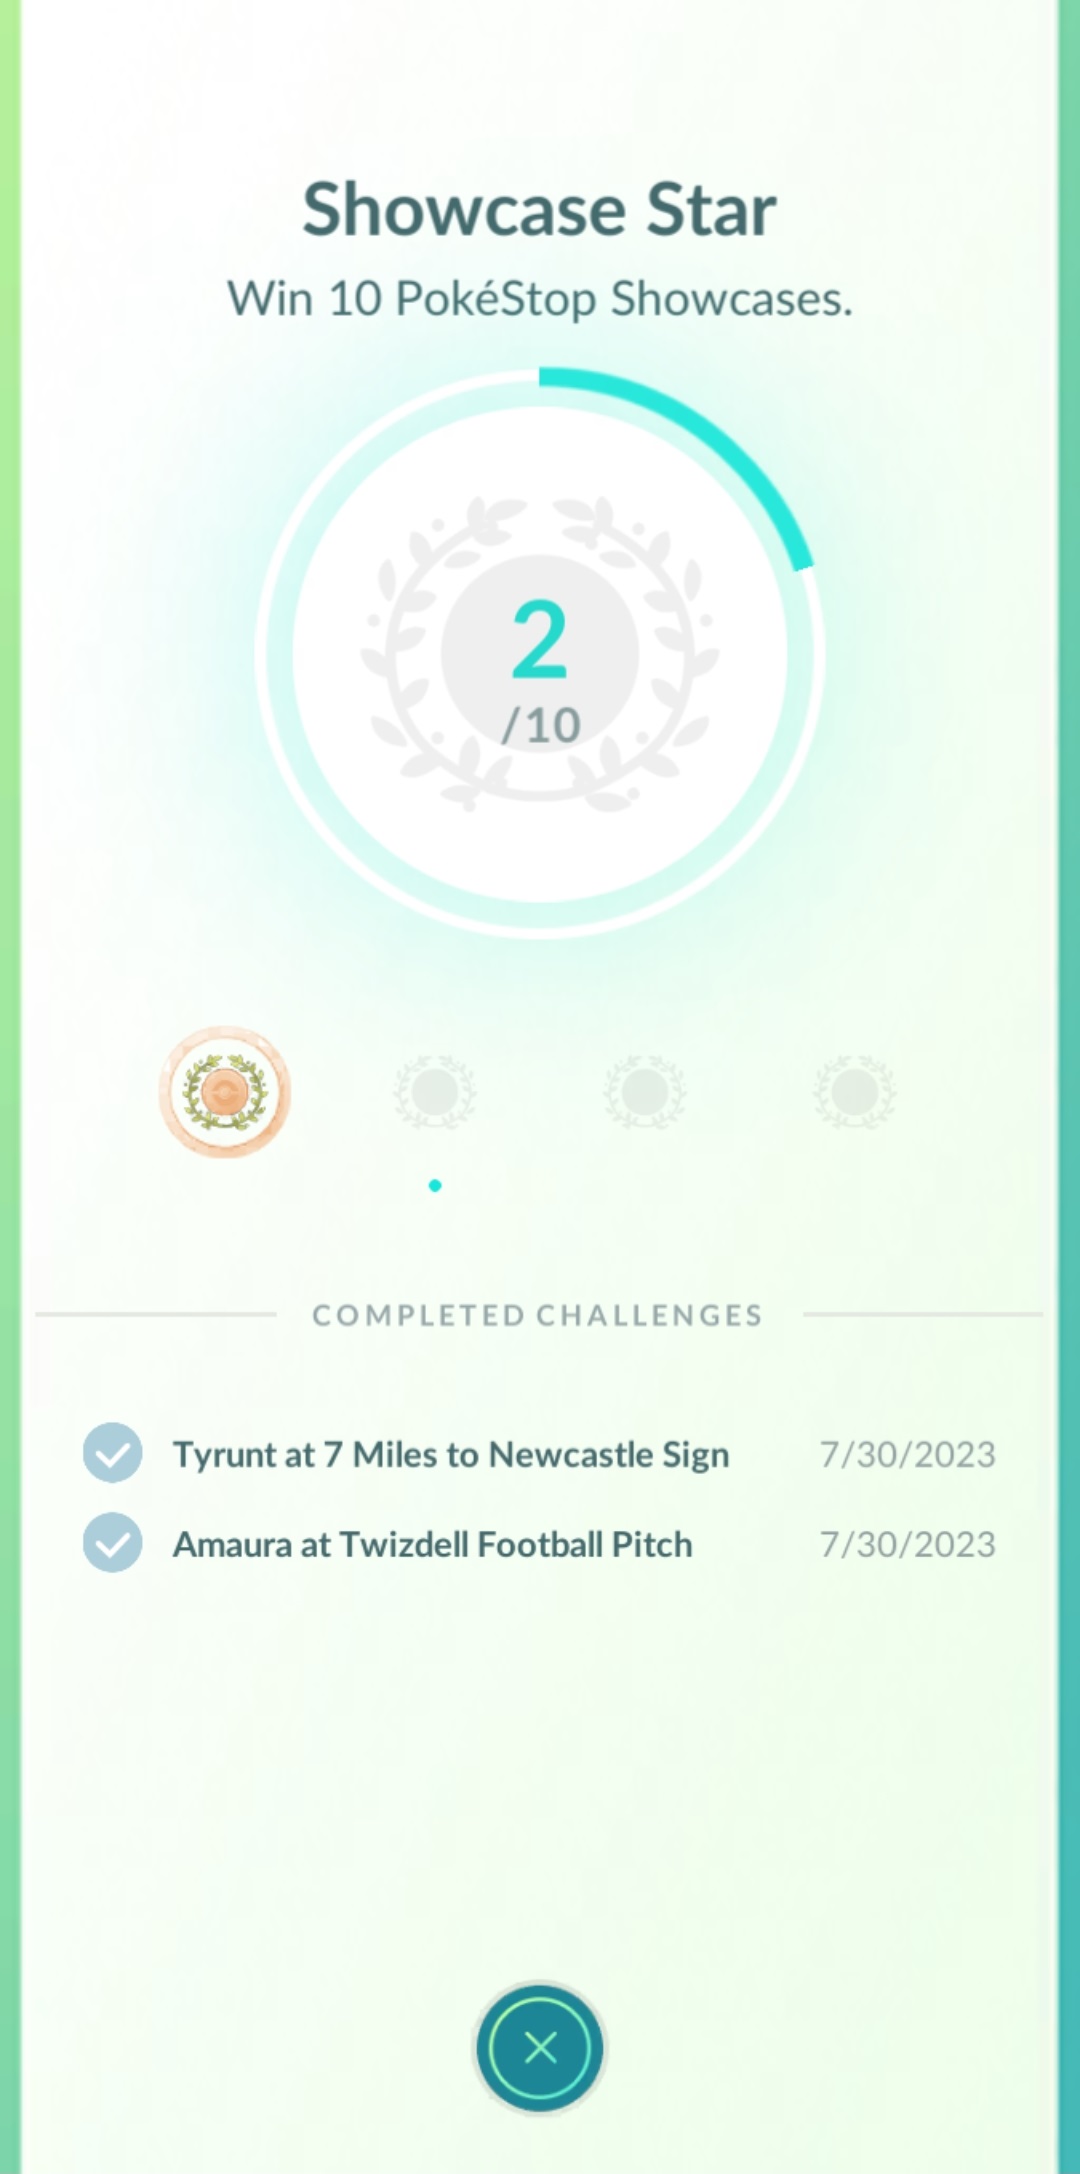 Showcase Star
Win 10 PokéStop Showcases.
2
/10
COMPLETED CHALLENGES
Tyrunt at 7 Miles to Newcastle Sign 7/30/2023
Amaura at Twizdell Football Pitch 7/30/2023